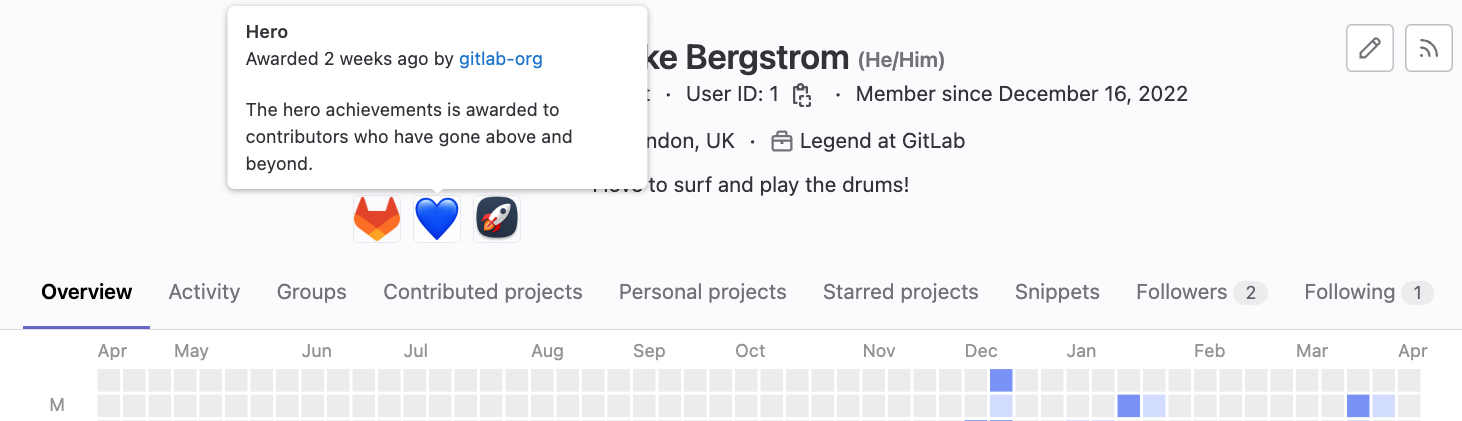 Hero
Awarded 2 weeks ago by gitlab-org
The hero achievements is awarded to
contributors who have gone above and
beyond.
Bergstrom (He/Him)
· User ID: 1 · Member since December 16, 2022
UK · Legend at GitLab
to surf and play the drums!
Overview Activity Groups Contributed projects Personal projects Starred projects Snippets Followers 2 Following 1
Apr May Jun Jul Aug Sep Oct Nov Dec Jan Feb Mar Apr
M